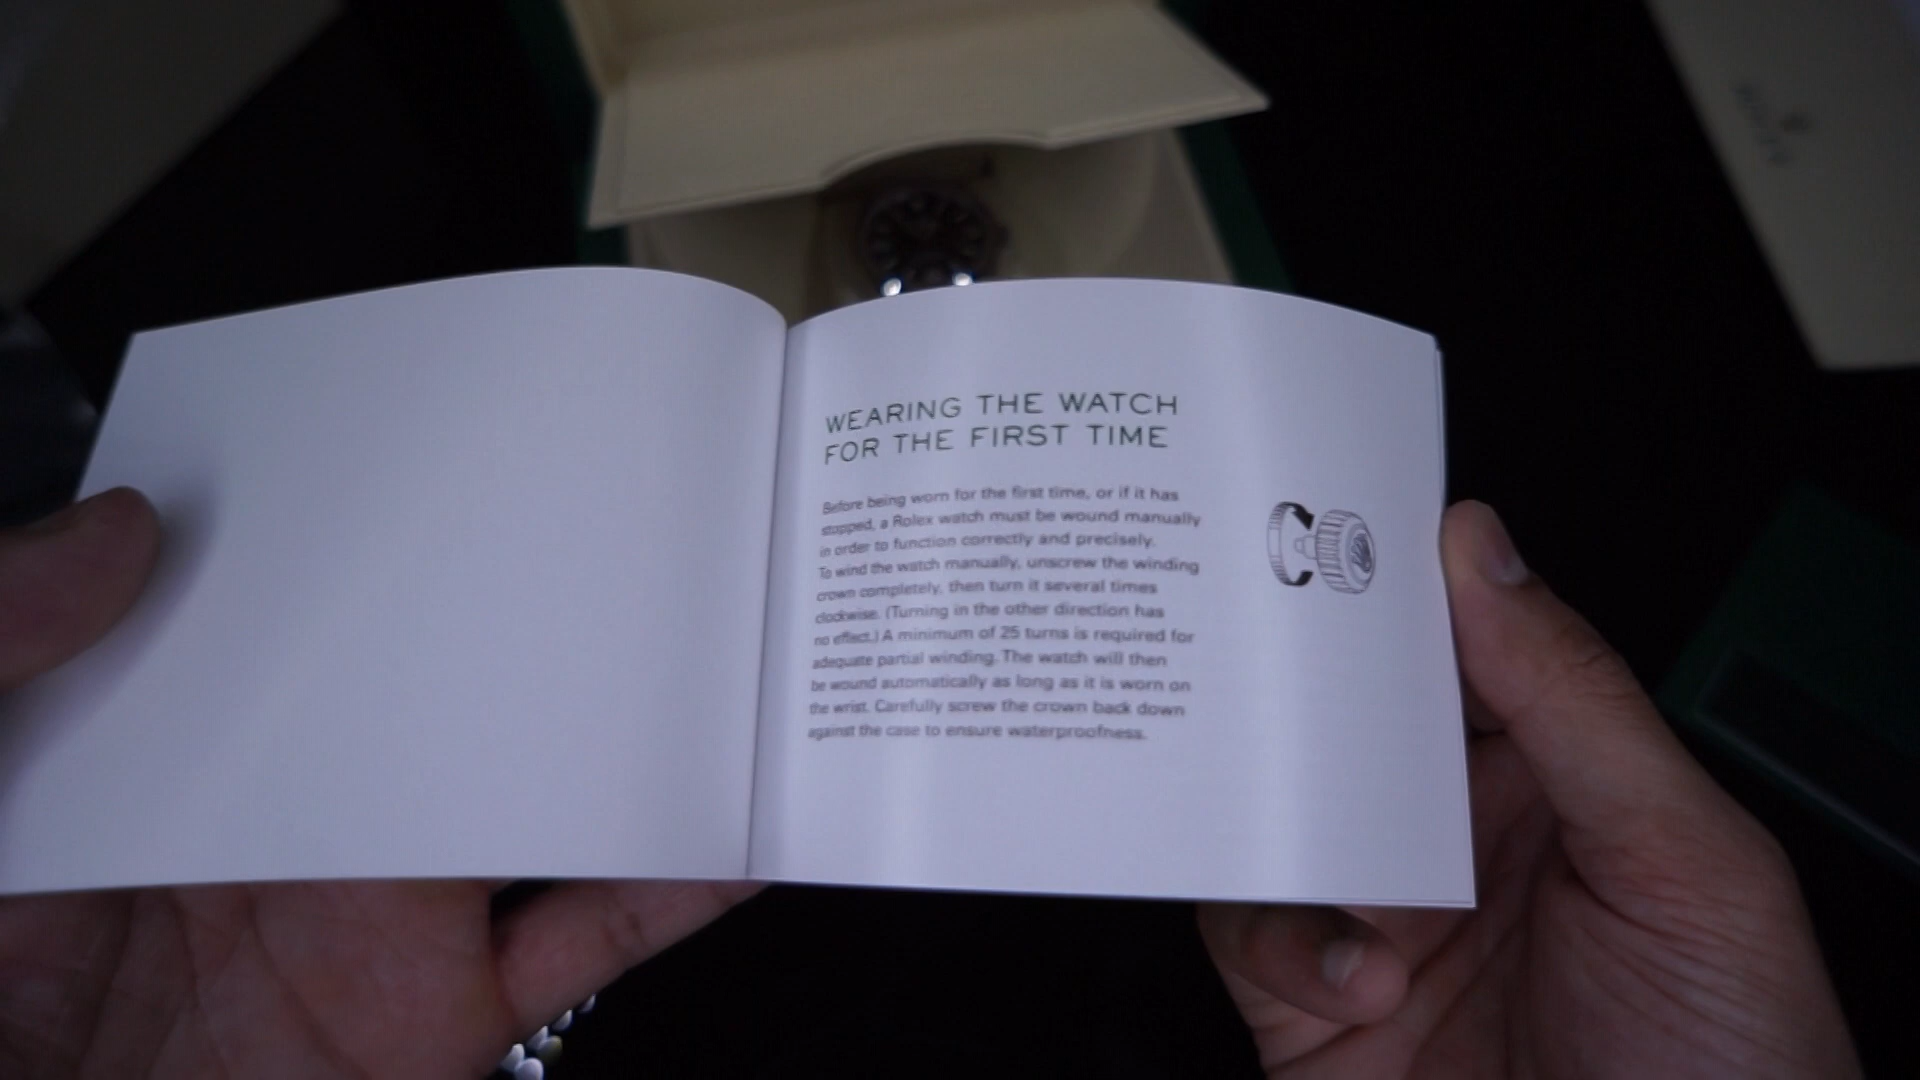 WEARING THE WATCH
FOR THE FIRST TIME
Before being worn for the first time, or if it has
stopped, a Rolex watch must be wound manually
in order to function correctly and precisely.
To wind the watch manually, unscrew the winding
crown completely, then turn it several times
clockwise. (Turning in the other direction has
no effect.) A minimum of 25 turns is required for
adequate partial winding. The watch will then
be wound automatically as long as it is worn on
the wrist. Carefully screw the crown back down
against the case to ensure waterproofness.